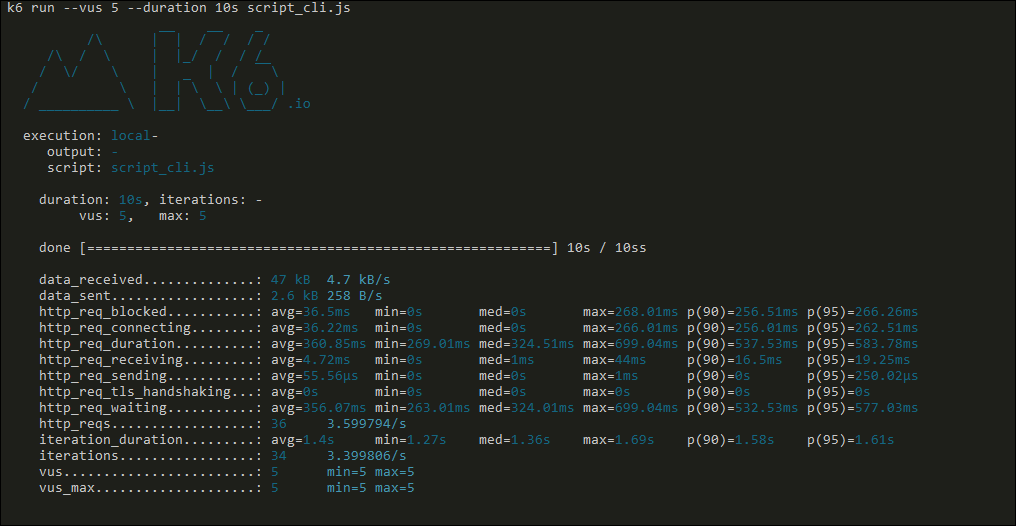 k6 run --vus 5 --duration 10s script_cli.js
          /\      |‾‾|  /‾‾/  /‾/
     /\  /  \     |  |_/  /  / /
    /  \/    \    |      |  /  ‾‾\
   /          \   |  |‾\  \ | (_) |
  / __________ \  |__|  \__\ \___/ .io
execution: local-
output: -
script: script_cli.js
duration: 10s, iterations: -
vus: 5, max: 5
done [==========================================================] 10s / 10ss
data_received..............: 47 kB 4.7 kB/s
data_sent..................: 2.6 kB 258 B/s
http_req_blocked...........: avg=36.5ms min=0s med=0s max=268.01ms p(90)=256.51ms p(95)=266.26ms
http_req_connecting........: avg=36.22ms min=0s med=0s max=266.01ms p(90)=256.01ms p(95)=262.51ms
http_req_duration..........: avg=360.85ms min=269.01ms med=324.51ms max=699.04ms p(90)=537.53ms p(95)=583.78ms
http_req_receiving.........: avg=4.72ms min=0s med=1ms max=44ms p(90)=16.5ms p(95)=19.25ms
http_req_sending...........: avg=55.56µs min=0s med=0s max=1ms p(90)=0s p(95)=250.02µs
http_req_tls_handshaking...: avg=0s min=0s med=0s max=0s p(90)=0s p(95)=0s
http_req_waiting...........: avg=356.07ms min=263.01ms med=324.01ms max=699.04ms p(90)=532.53ms p(95)=577.03ms
http_reqs..................: 36 3.599794/s
iteration_duration.........: avg=1.4s min=1.27s med=1.36s max=1.69s p(90)=1.58s p(95)=1.61s
iterations.................: 34 3.399806/s
vus........................: 5 min=5 max=5
vus_max....................: 5 min=5 max=5